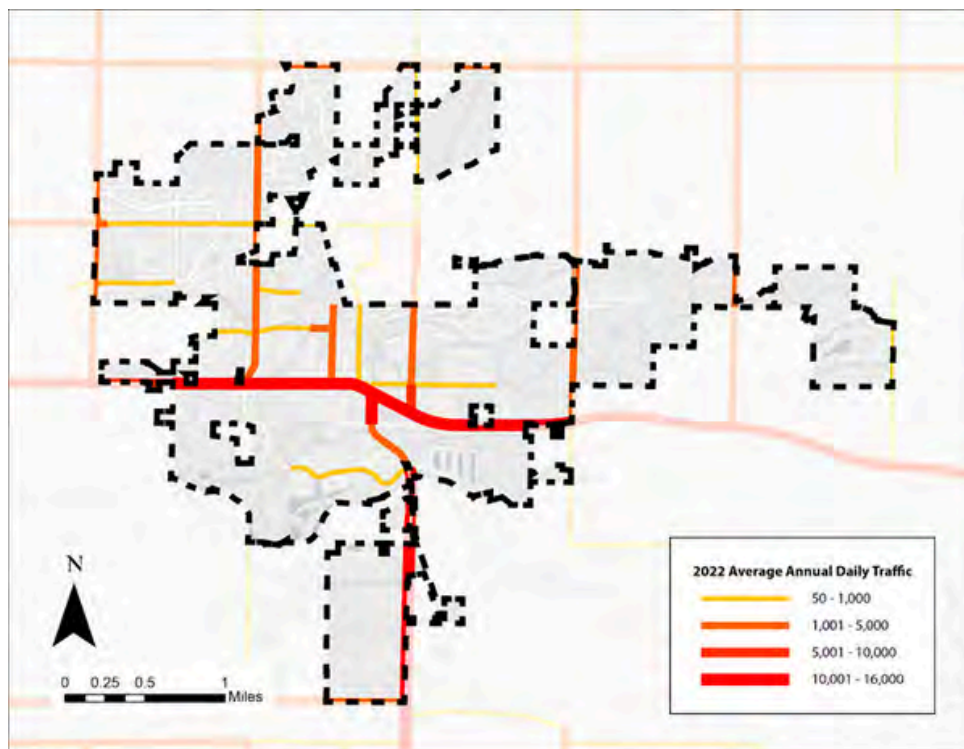 2022 Average Annual Daily Traffic
50 - 1,000
1,001 - 5,000
5,001 - 10,000
10,001 - 16,000
N
0 0.25 0.5 1
Miles